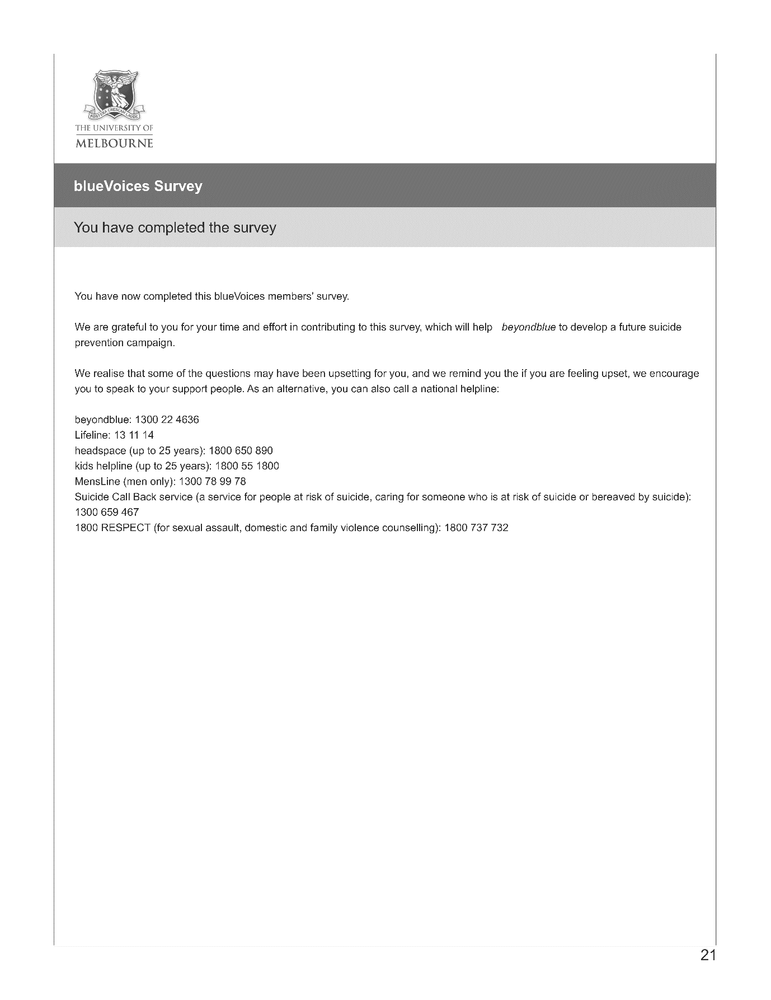 POSTERA CRESCAM LAUDE
THE UNIVERSITY OF
MELBOURNE
blueVoices Survey
You have completed the survey
You have now completed this blueVoices members' survey.
We are grateful to you for your time and effort in contributing to this survey, which will help beyondblue to develop a future suicide
prevention campaign.
We realise that some of the questions may have been upsetting for you, and we remind you the if you are feeling upset, we encourage
you to speak to your support people. As an alternative, you can also call a national helpline:
beyondblue: 1300 22 4636
Lifeline: 13 11 14
headspace (up to 25 years): 1800 650 890
kids helpline (up to 25 years): 1800 55 1800
MensLine (men only): 1300 78 99 78
Suicide Call Back service (a service for people at risk of suicide, caring for someone who is at risk of suicide or bereaved by suicide):
1300 659 467
1800 RESPECT (for sexual assault, domestic and family violence counselling): 1800 737 732
21